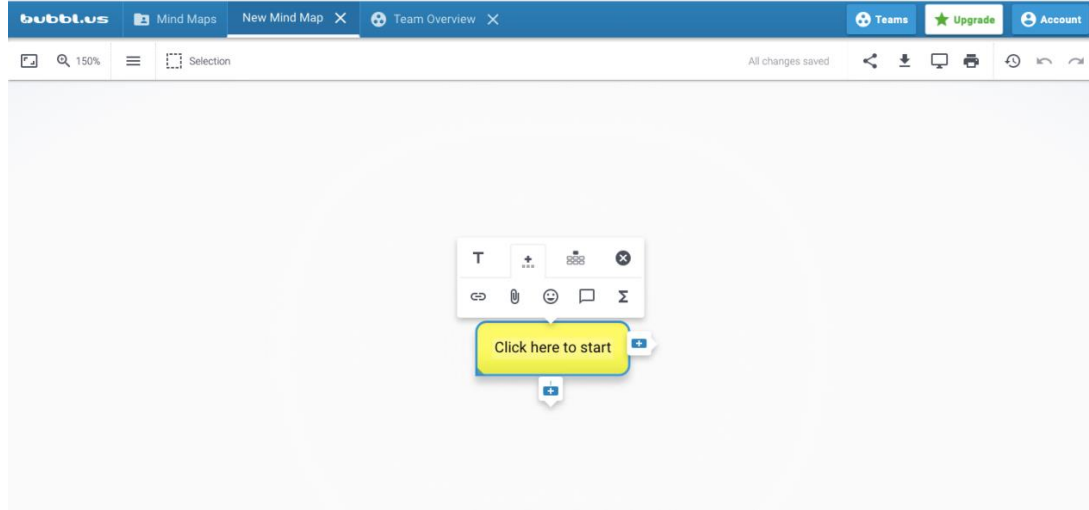 bubbl.us Mind Maps New Mind Map Team Overview Teams Upgrade Account
150% Selection All changes saved
T
Σ
Click here to start